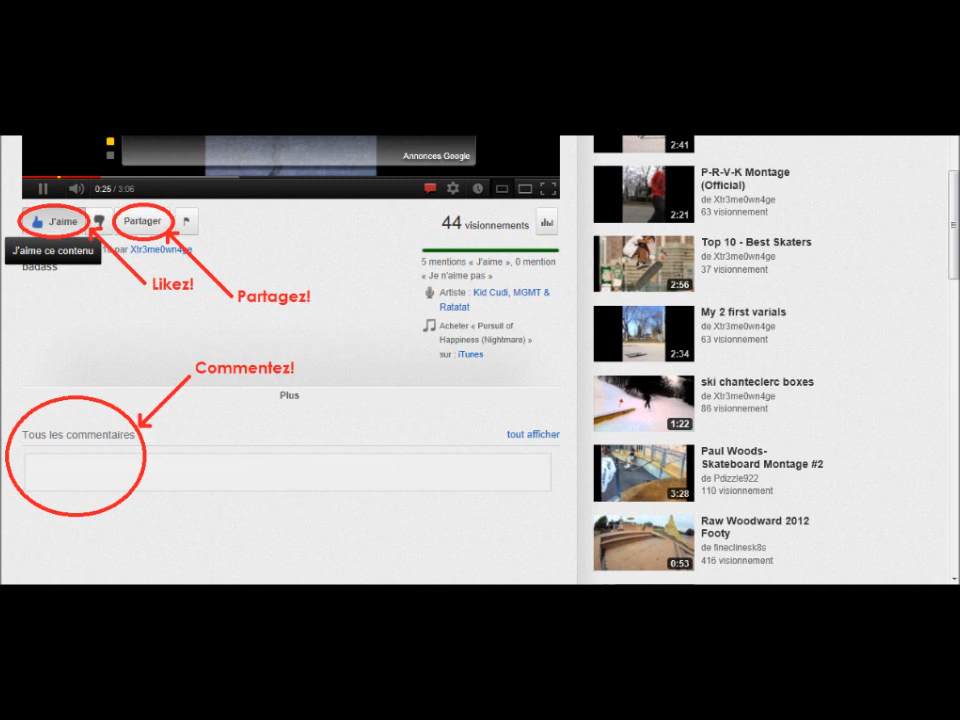 Annonces Google
0:25 / 3:06
J'aime
Partager
44 visionnements
J'aime ce contenu
par Xtr3me0wn4ge
badass
Likez!
Partagez!
5 mentions « J'aime », 0 mention
« Je n'aime pas »
Artiste : Kid Cudi, MGMT &
Ratatat
Acheter « Pursuit of
Happiness (Nightmare) »
sur : iTunes
Commentez!
Plus
Tous les commentaires
tout afficher
2:41
P-R-V-K Montage
(Official)
de Xtr3me0wn4ge
63 visionnement
2:21
Top 10 - Best Skaters
de Xtr3me0wn4ge
37 visionnement
2:56
My 2 first varials
de Xtr3me0wn4ge
63 visionnement
2:34
ski chanteclerc boxes
de Xtr3me0wn4ge
86 visionnement
1:22
Paul Woods-
Skateboard Montage #2
de Pdizzle922
110 visionnement
3:28
Raw Woodward 2012
Footy
de fineclinesk8s
416 visionnement
0:53